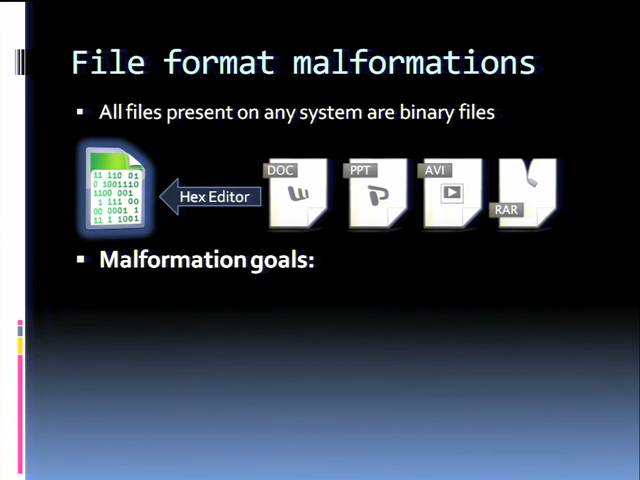 File format malformations
All files present on any system are binary files
11 110 01
0 1001110
1100 001
1 111 00
00 0001 1
11 1 1001
Hex Editor
DOC
PPT
AVI
RAR
Malformation goals: